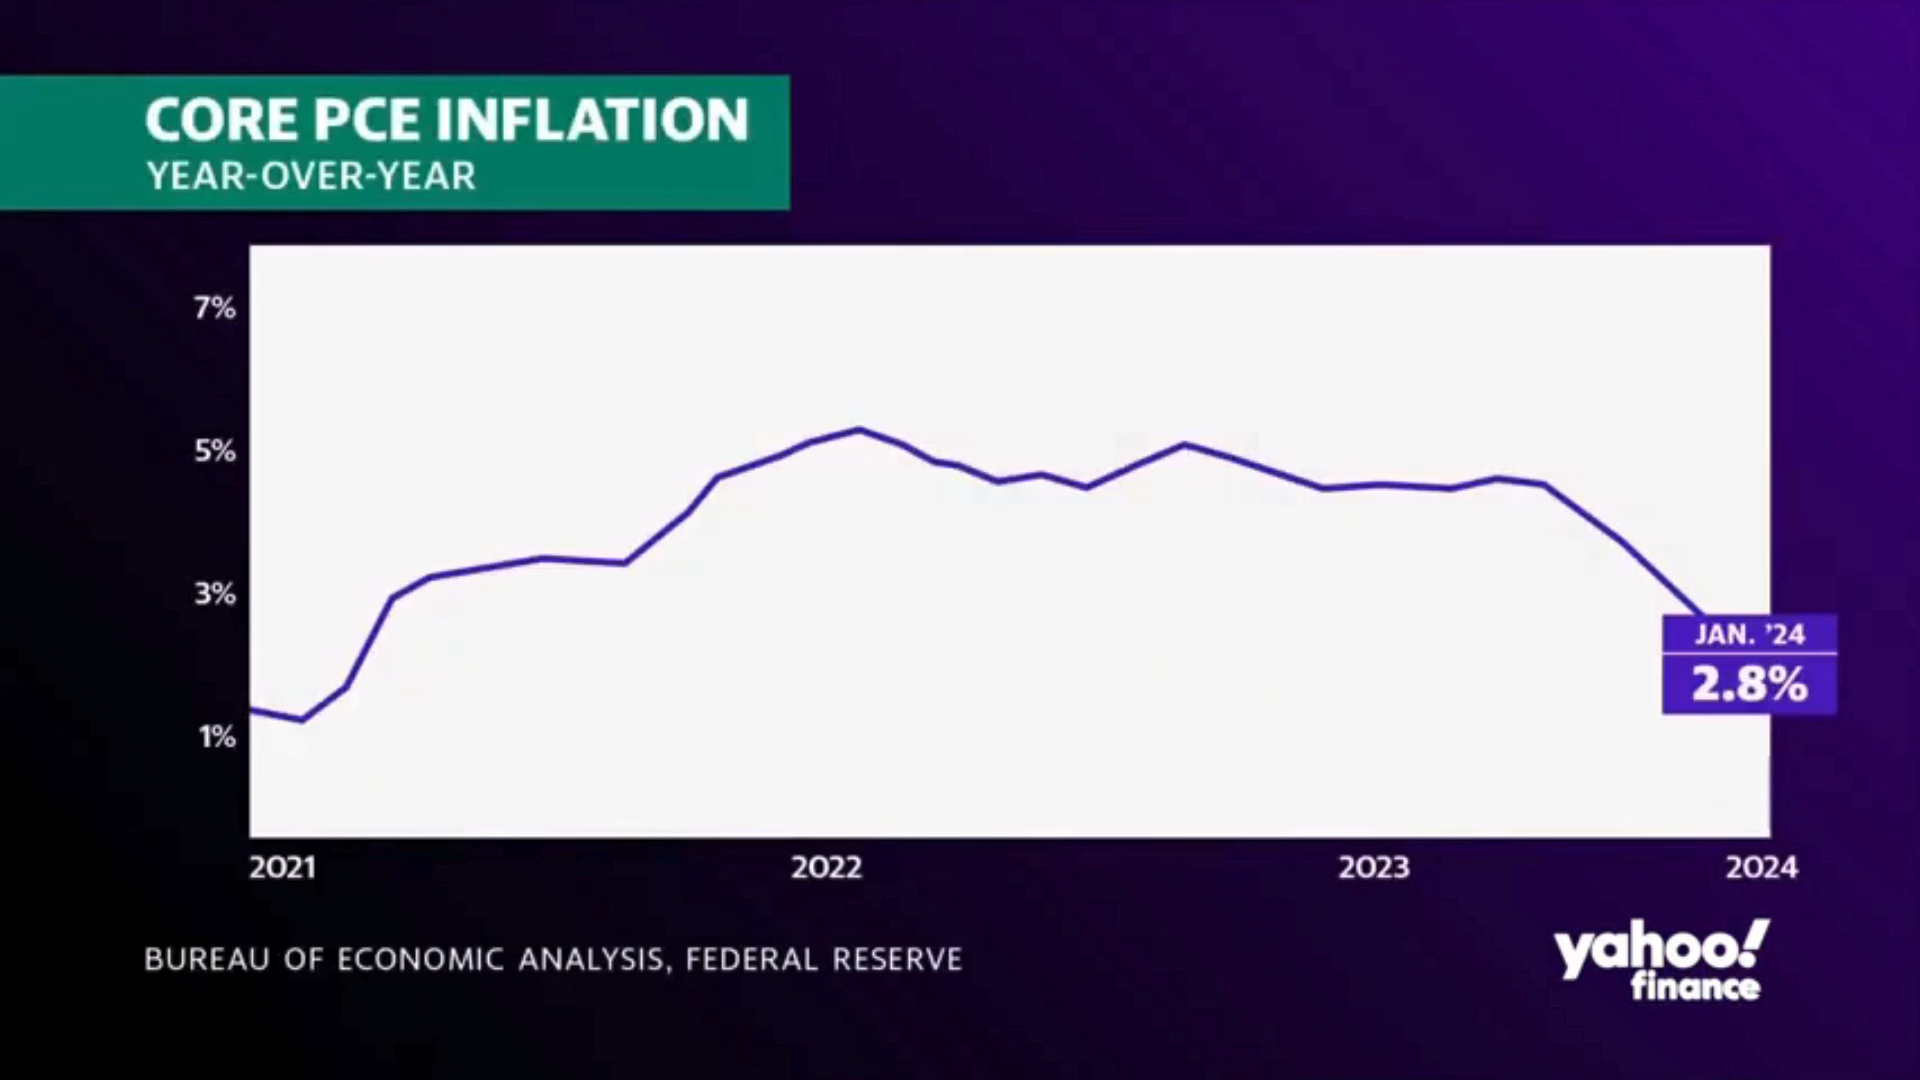 CORE PCE INFLATION
YEAR-OVER-YEAR
7%
5%
3%
1%
JAN. ’24
2.8%
2021 2022 2023 2024
BUREAU OF ECONOMIC ANALYSIS, FEDERAL RESERVE
yahoo!
finance